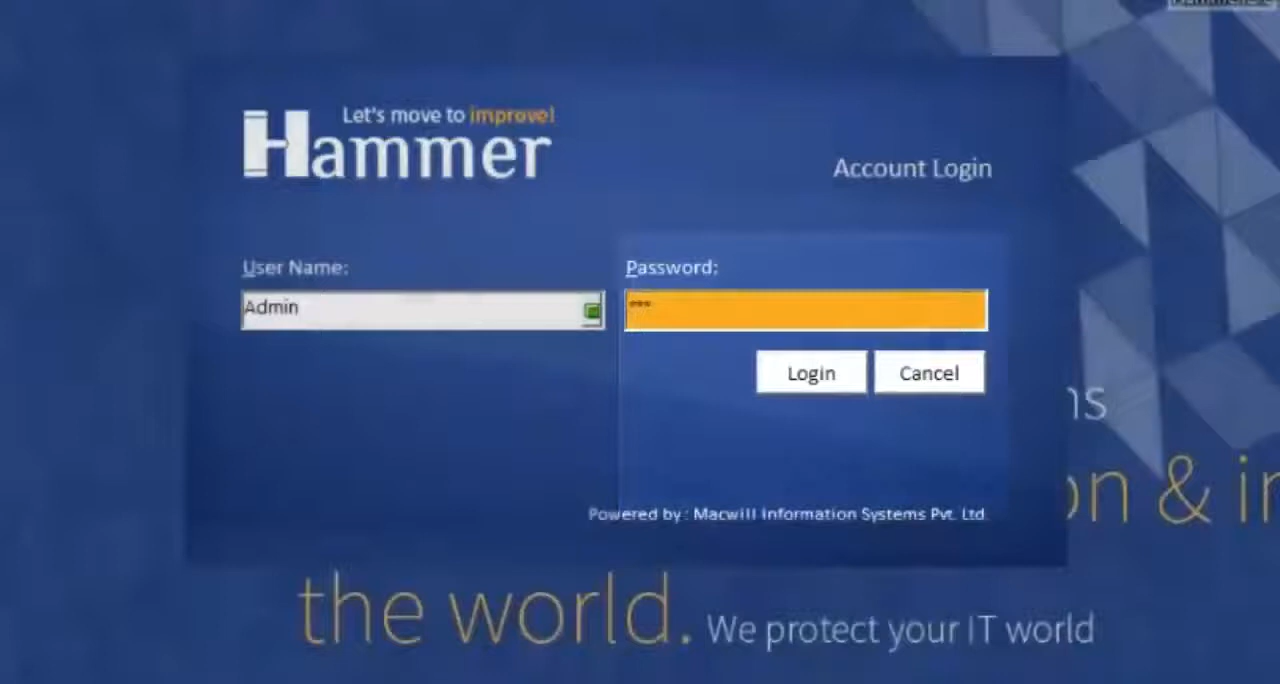 Let's move to improve!
Hammer
Account Login
User Name:
Password:
Admin
***
Login
Cancel
ns
on & in
Powered by : Macwill Information Systems Pvt. Ltd.
the world. We protect your IT world